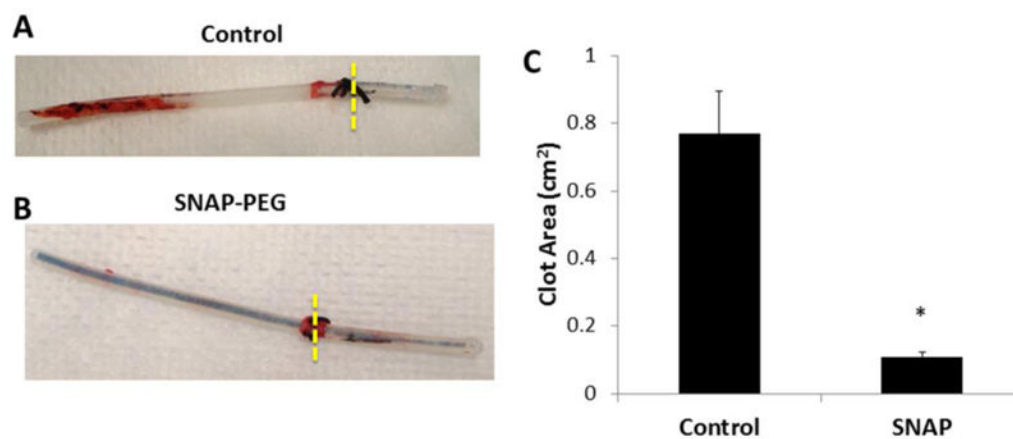 A
Control
B
SNAP-PEG
C
Clot Area (cm²)
1
0.8
0.6
0.4
0.2
0
*
Control
SNAP